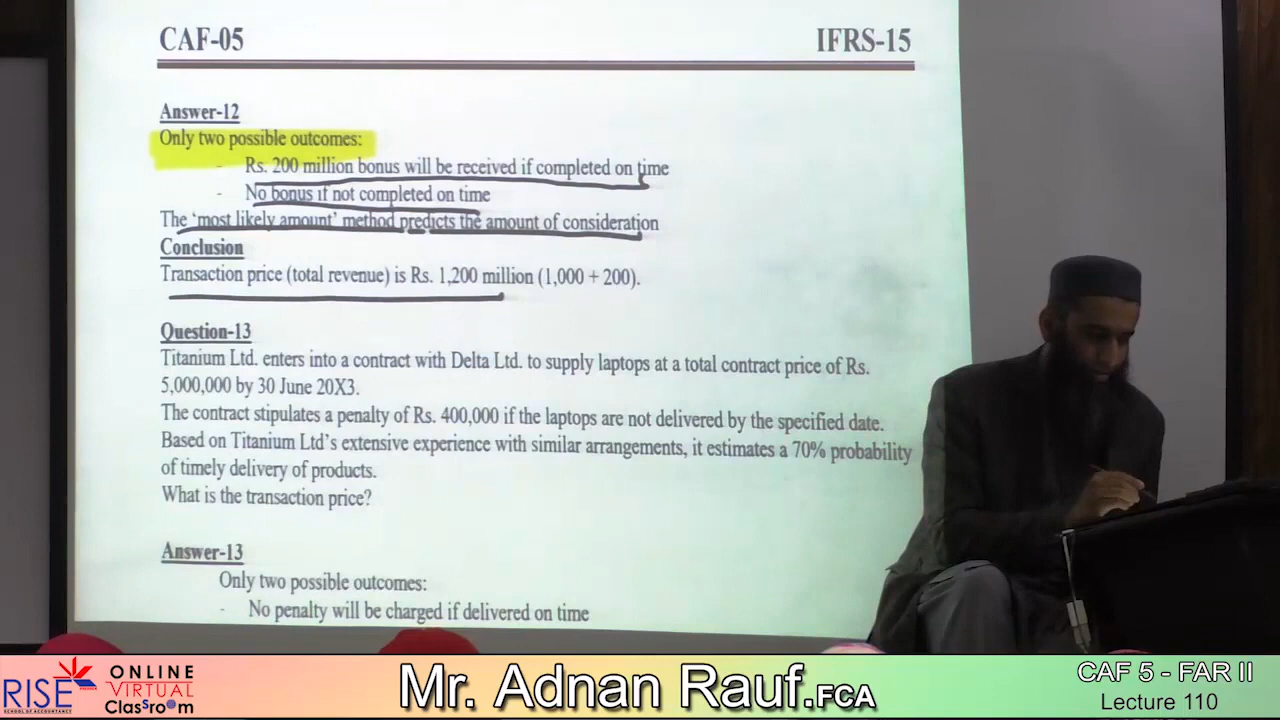 CAF-05 IFRS-15
Answer-12
Only two possible outcomes:
- Rs. 200 million bonus will be received if completed on time
- No bonus if not completed on time
The ‘most likely amount’ method predicts the amount of consideration
Conclusion
Transaction price (total revenue) is Rs. 1,200 million (1,000 + 200).
Question-13
Titanium Ltd. enters into a contract with Delta Ltd. to supply laptops at a total contract price of Rs.
5,000,000 by 30 June 20X3.
The contract stipulates a penalty of Rs. 400,000 if the laptops are not delivered by the specified date.
Based on Titanium Ltd’s extensive experience with similar arrangements, it estimates a 70% probability
of timely delivery of products.
What is the transaction price?
Answer-13
Only two possible outcomes:
- No penalty will be charged if delivered on time
RISE PREMIER
SCHOOL OF ACCOUNTANCY
ONLINE
VIRTUAL
Classroom
Mr. Adnan Rauf.FCA
CAF 5 - FAR II
Lecture 110